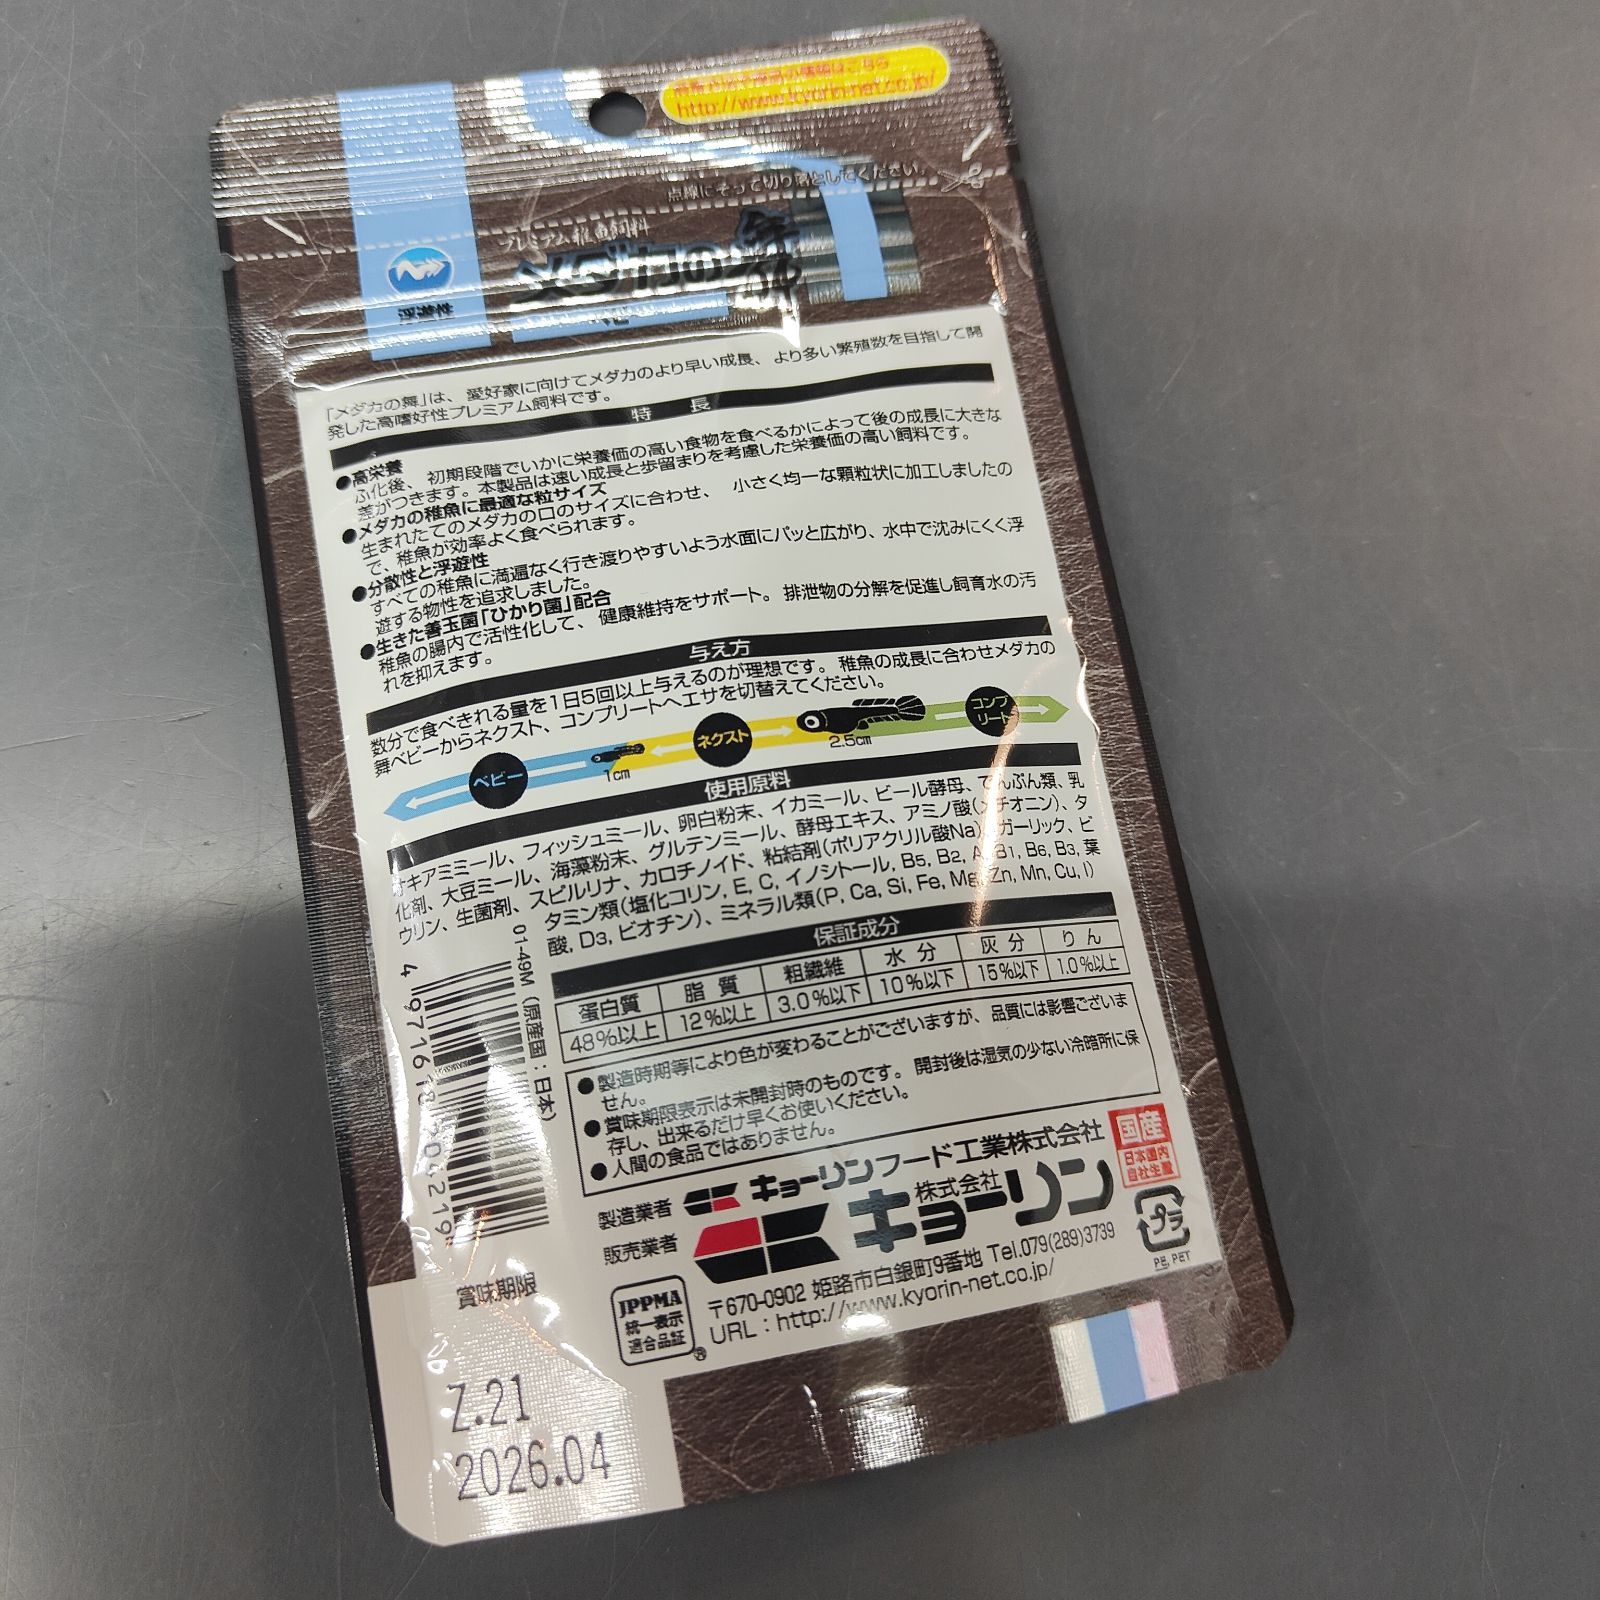 http://www.kyorin-net.co.jp/
点線にそって切り落としてください。
プレミアム稚魚飼料
メダカの舞
浮遊性
「メダカの舞」は、愛好家に向けてメダカのより早い成長、より多い繁殖数を目指して開
発した高嗜好性プレミアム飼料です。
特 長
●高栄養
ふ化後、初期段階でいかに栄養価の高い食物を食べるかによって後の成長に大きな
差がつきます。本製品は速い成長と歩留まりを考慮した栄養価の高い飼料です。
●メダカの稚魚に最適な粒サイズ
生まれたてのメダカの口のサイズに合わせ、小さく均一な顆粒状に加工しましたの
で、稚魚が効率よく食べられます。
●分散性と浮遊性
すべての稚魚に満遍なく行き渡りやすいよう水面にパッと広がり、水中で沈みにくく浮
遊する物性を追求しました。
●生きた善玉菌「ひかり菌」配合
稚魚の腸内で活性化して、健康維持をサポート。排泄物の分解を促進し飼育水の汚
れを抑えます。
与え方
数分で食べきれる量を1日5回以上与えるのが理想です。稚魚の成長に合わせメダカの
舞ベビーからネクスト、コンプリートへエサを切替えてください。
ベビー
1cm
ネクスト
2.5cm
コンプ
リート
使用原料
オキアミミール、フィッシュミール、卵白粉末、イカミール、ビール酵母、でんぷん類、乳
化剤、大豆ミール、海藻粉末、グルテンミール、酵母エキス、アミノ酸(メチオニン)、タ
ウリン、生菌剤、スピルリナ、カロチノイド、粘結剤(ポリアクリル酸Na)、ガーリック、ビ
タミン類(塩化コリン, E, C, イノシトール, B5, B2, A, B1, B6, B3, 葉
酸, D3, ビオチン)、ミネラル類(P, Ca, Si, Fe, Mg, Zn, Mn, Cu, I)
保証成分
蛋白質 脂 質 粗繊維 水 分 灰 分 りん
48%以上 12%以上 3.0%以下 10%以下 15%以下 1.0%以上
●製造時期等により色が変わることがございますが、品質には影響ございま
せん。
●賞味期限表示は未開封時のものです。開封後は湿気の少ない冷暗所に保
存し、出来るだけ早くお使いください。
●人間の食品ではありません。
01-49M (原産国:日本)
4 971618 204219
製造業者 キョーリンフード工業株式会社
販売業者 株式会社 キョーリン
国産
日本国内
自社生産
プラ
PE, PET
JPPMA
統一表示
適合品証
®
〒670-0902 姫路市白銀町9番地 Tel.079(289)3739
URL:http://www.kyorin-net.co.jp/
賞味期限
Z.21
2026.04